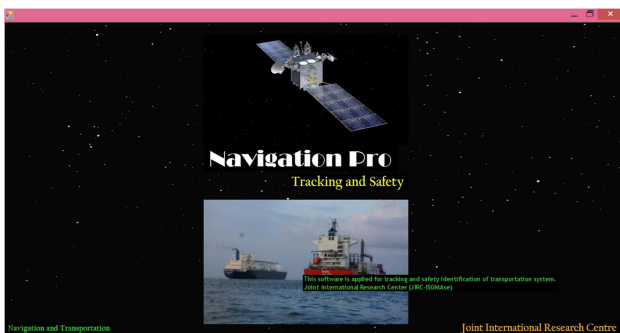 Navigation Pro
Tracking and Safety
This software is applied for tracking and safety identification of transportation system.
Joint International Research Center (JIRC-ISOMAse)
Navigation and Transportation
Joint International Research Centre